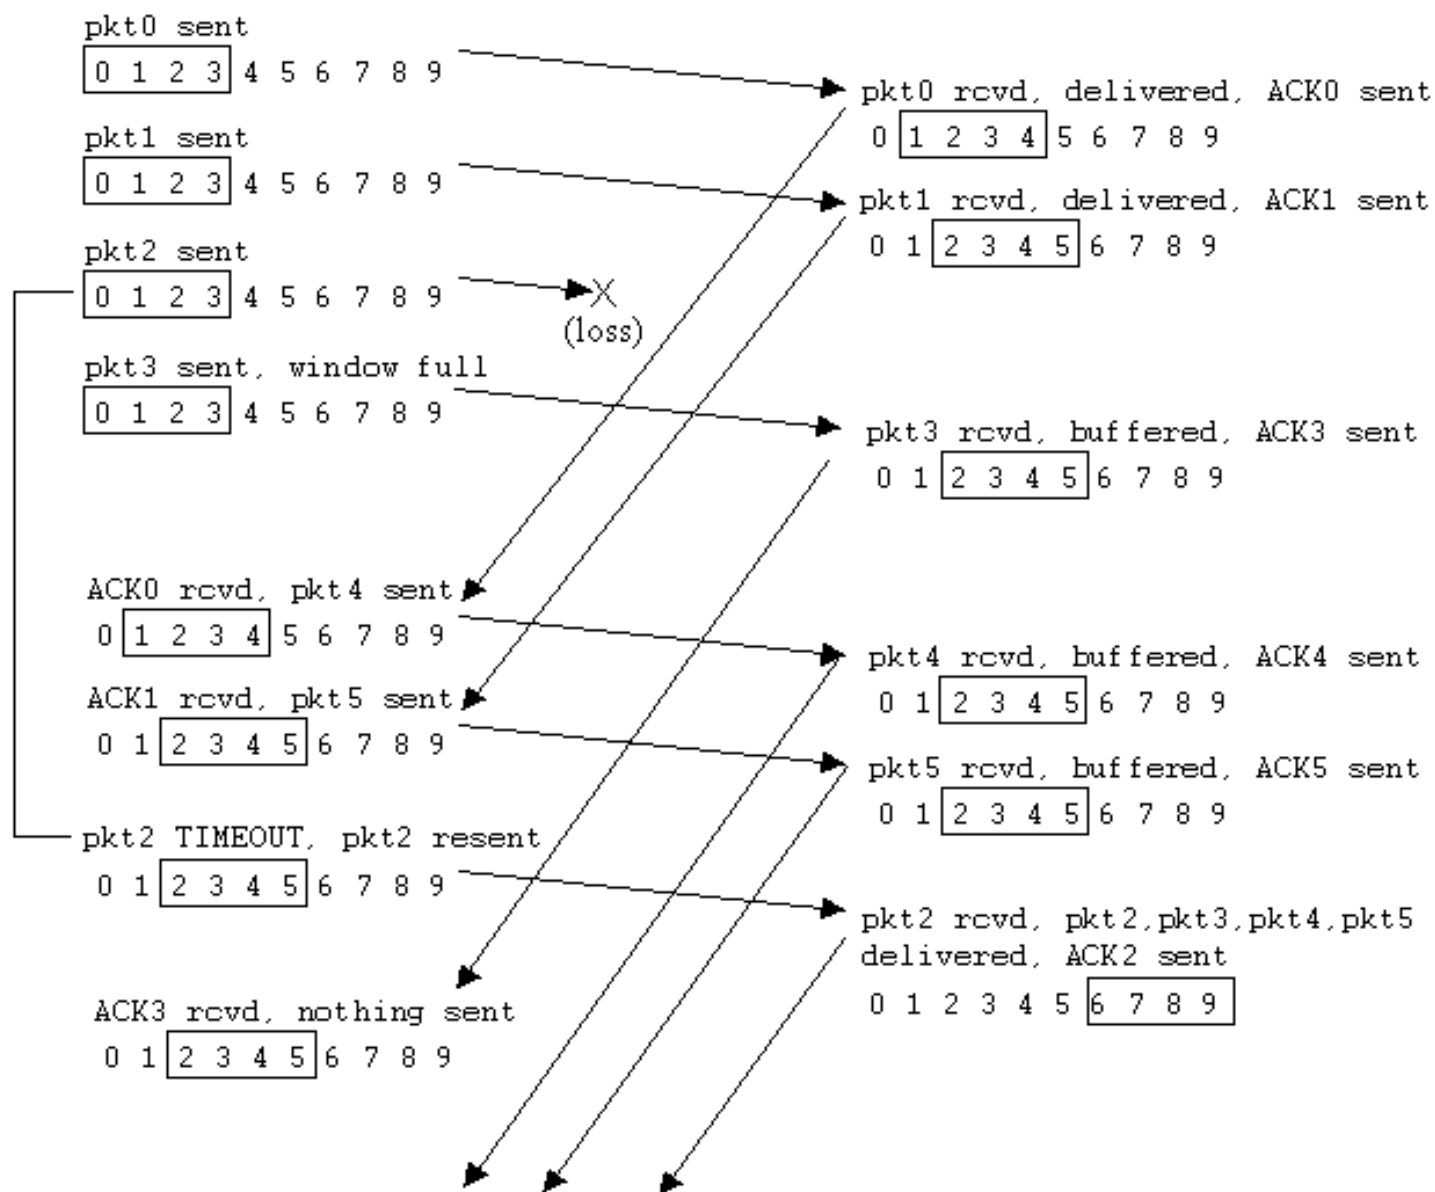 pkt0 sent
0 1 2 3 4 5 6 7 8 9
pkt1 sent
0 1 2 3 4 5 6 7 8 9
pkt2 sent
0 1 2 3 4 5 6 7 8 9
(loss)
pkt3 sent, window full
0 1 2 3 4 5 6 7 8 9
ACK0 rcvd, pkt4 sent
0 1 2 3 4 5 6 7 8 9
ACK1 rcvd, pkt5 sent
0 1 2 3 4 5 6 7 8 9
pkt2 TIMEOUT, pkt2 resent
0 1 2 3 4 5 6 7 8 9
ACK3 rcvd, nothing sent
0 1 2 3 4 5 6 7 8 9
pkt0 rcvd, delivered, ACK0 sent
0 1 2 3 4 5 6 7 8 9
pkt1 rcvd, delivered, ACK1 sent
0 1 2 3 4 5 6 7 8 9
pkt3 rcvd, buffered, ACK3 sent
0 1 2 3 4 5 6 7 8 9
pkt4 rcvd, buffered, ACK4 sent
0 1 2 3 4 5 6 7 8 9
pkt5 rcvd, buffered, ACK5 sent
0 1 2 3 4 5 6 7 8 9
pkt2 rcvd, pkt2,pkt3,pkt4,pkt5
delivered, ACK2 sent
0 1 2 3 4 5 6 7 8 9